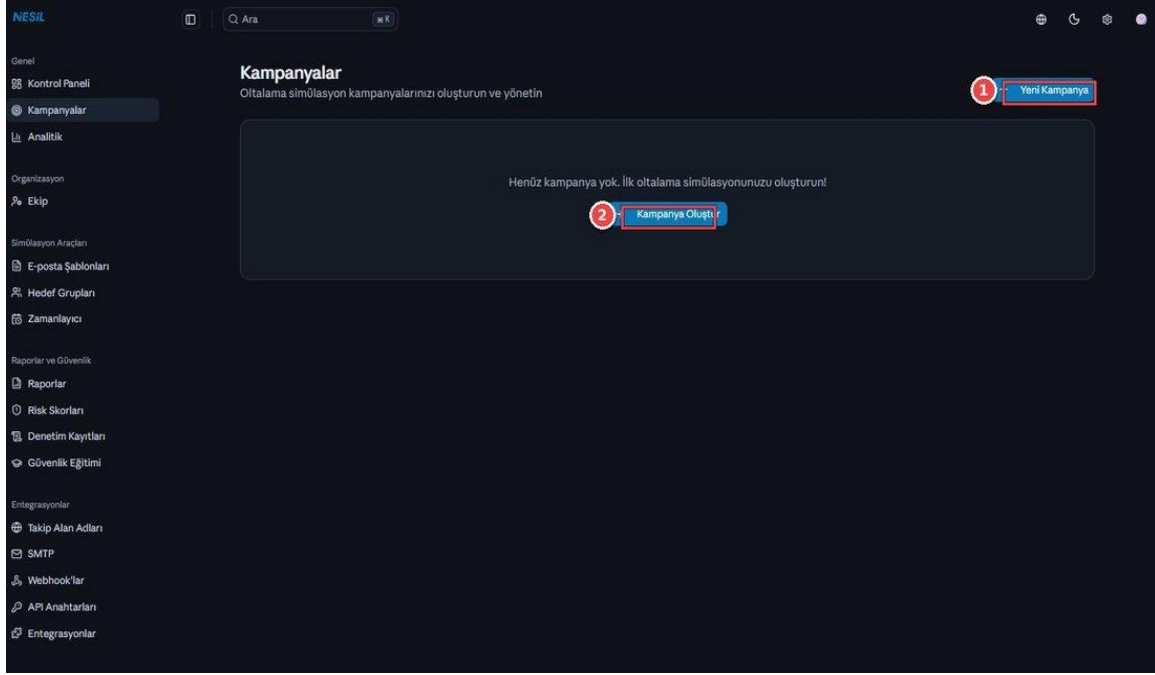 NESİL
Ara
⌘ K
Genel
Kontrol Paneli
Kampanyalar
Analitik
Organizasyon
Ekip
Simülasyon Araçları
E-posta Şablonları
Hedef Grupları
Zamanlayıcı
Raporlar ve Güvenlik
Raporlar
Risk Skorları
Denetim Kayıtları
Güvenlik Eğitimi
Entegrasyonlar
Takip Alan Adları
SMTP
Webhook'lar
API Anahtarları
Entegrasyonlar
Kampanyalar
Oltalama simülasyon kampanyalarınızı oluşturun ve yönetin
1 Yeni Kampanya
Henüz kampanya yok. İlk oltalama simülasyonunuzu oluşturun!
2 Kampanya Oluştur